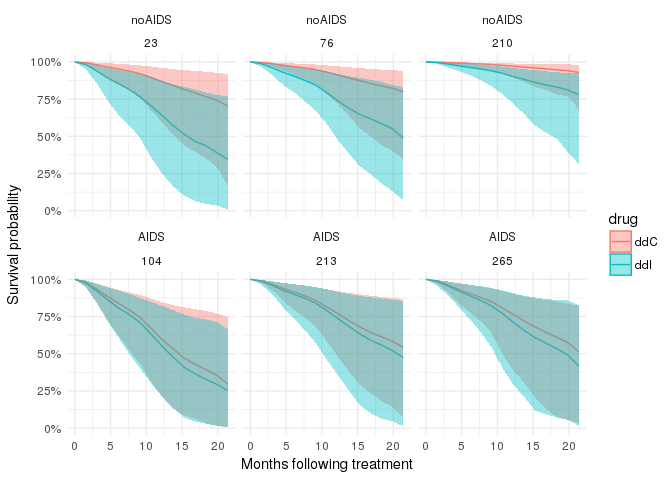 noAIDS noAIDS noAIDS
23 76 210
100%
75%
50%
25%
0%
AIDS AIDS AIDS
104 213 265
100%
75%
50%
25%
0%
0 5 10 15 20 0 5 10 15 20 0 5 10 15 20
Months following treatment
Survival probability
drug
ddC
ddI